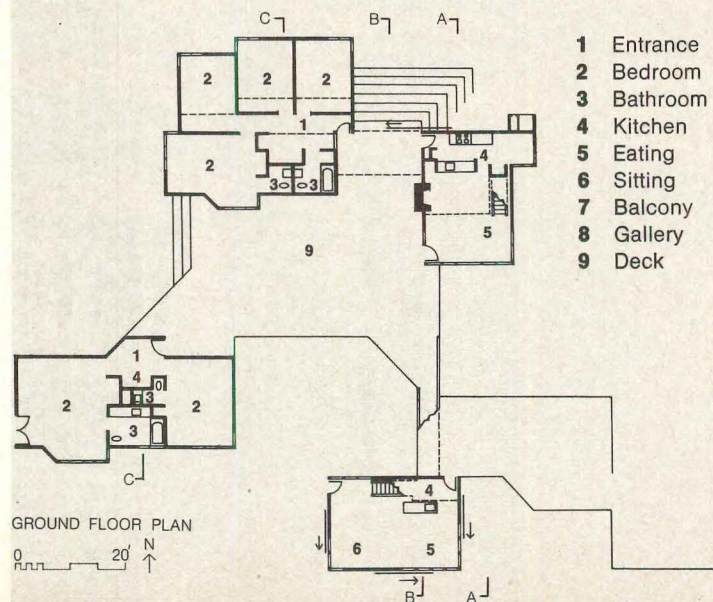 C B A
1 Entrance
2 Bedroom
3 Bathroom
4 Kitchen
5 Eating
6 Sitting
7 Balcony
8 Gallery
9 Deck
2 2 2
1
2
3 3
4
5
9
1
4
2 3 2
3
C
4
6 5
GROUND FLOOR PLAN
0 20' N
B A